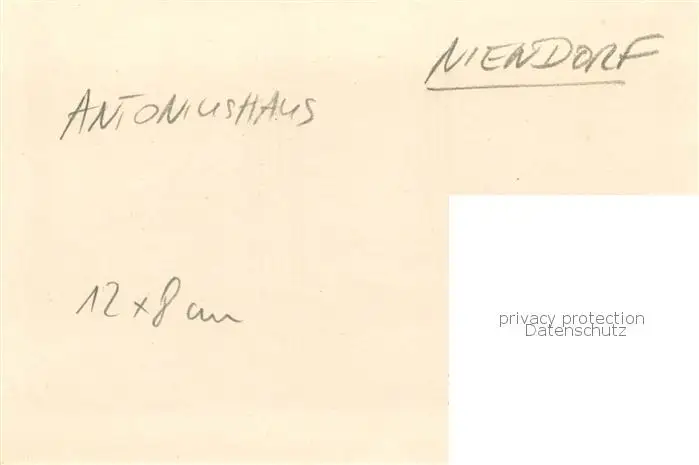 NIENDORF
ANTONIUSHAUS
12 x 8 cm
privacy protection
Datenschutz